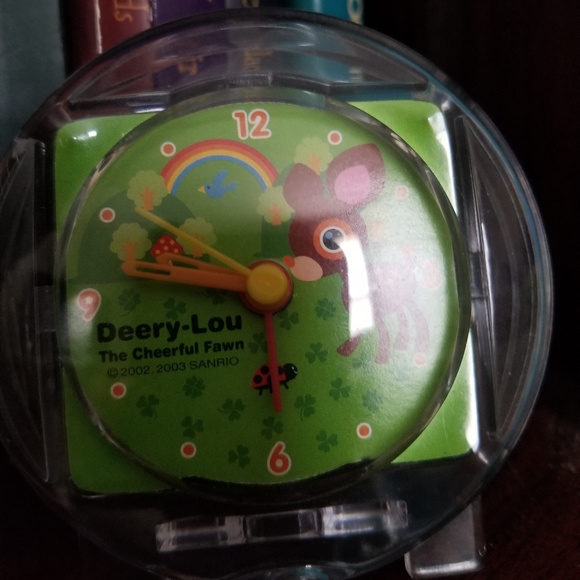 12
9
Deery-Lou
The Cheerful Fawn
© 2002, 2003 SANRIO
6